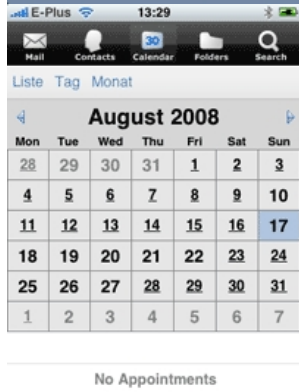 E-Plus 13:29
Mail Contacts 30 Calendar Folders Search
Liste Tag Monat
August 2008
Mon Tue Wed Thu Fri Sat Sun
28 29 30 31 1 2 3
4 5 6 7 8 9 10
11 12 13 14 15 16 17
18 19 20 21 22 23 24
25 26 27 28 29 30 31
1 2 3 4 5 6 7
No Appointments